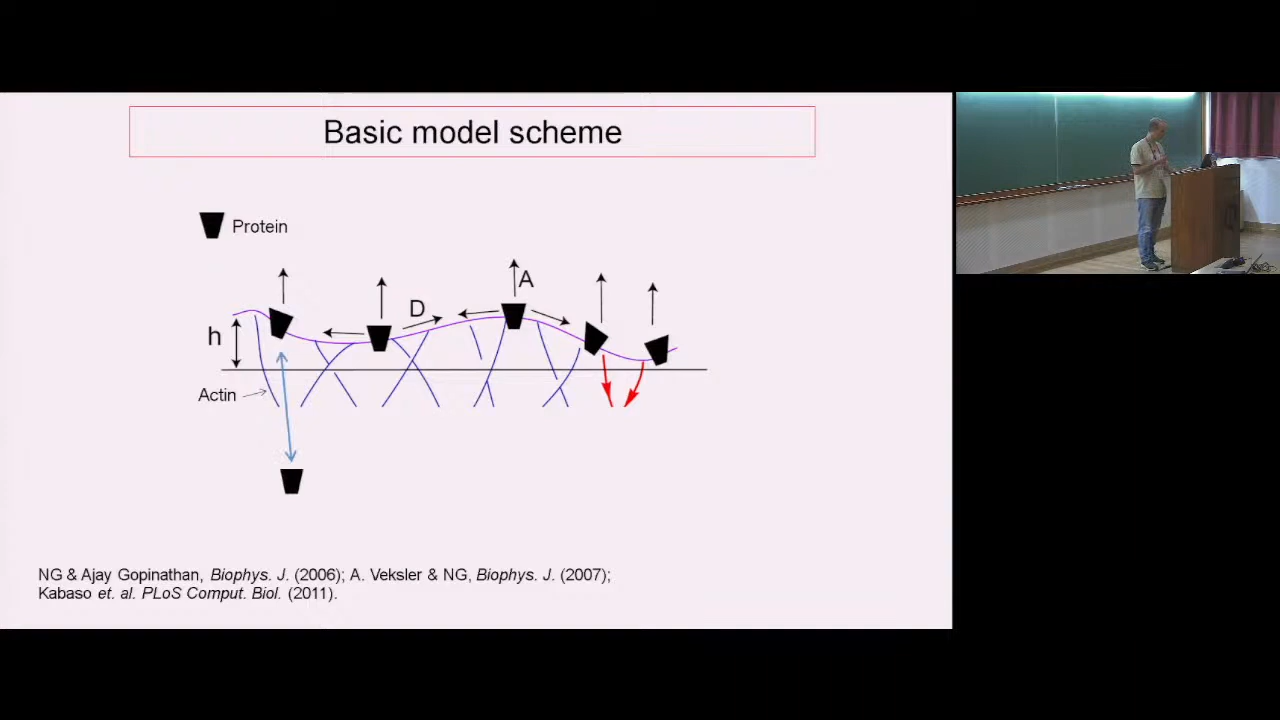 Basic model scheme
Protein
A
D
h
Actin
NG & Ajay Gopinathan, Biophys. J. (2006); A. Veksler & NG, Biophys. J. (2007);
Kabaso et. al. PLoS Comput. Biol. (2011).